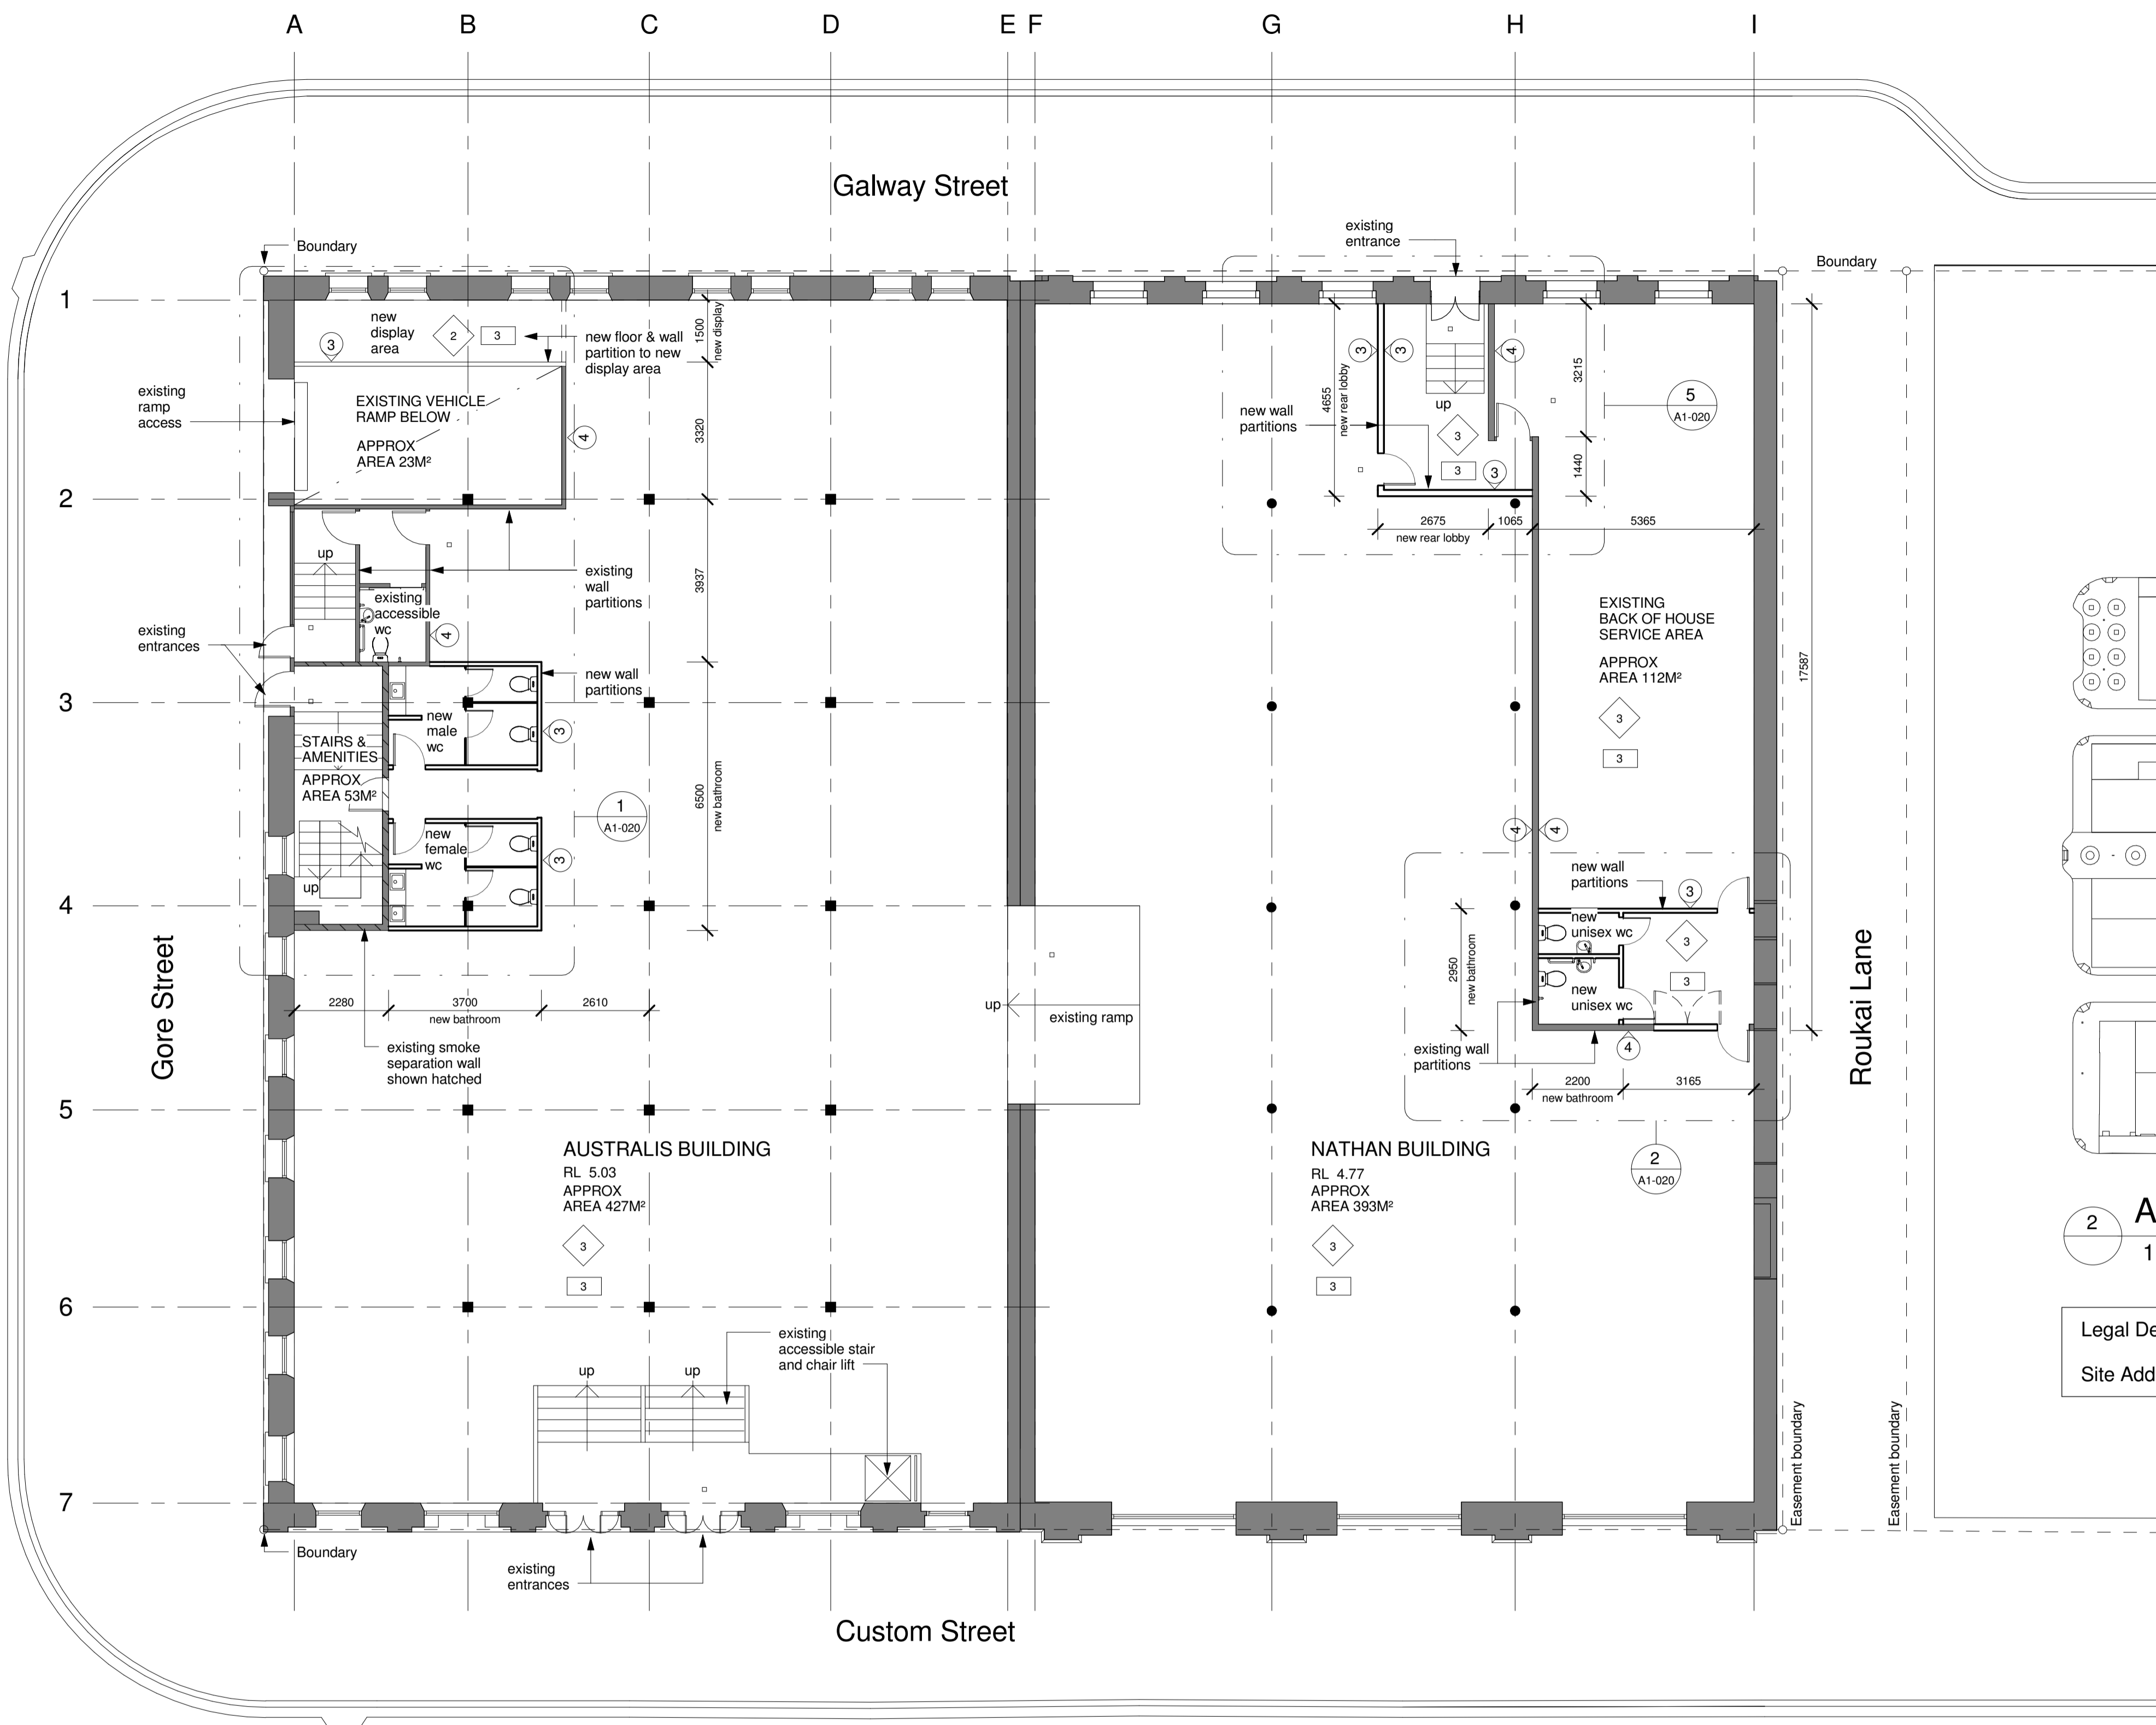 A B C D E F G H I
Galway Street
existing
entrance
Boundary
Boundary
1
new
display
area
2
3
3
new floor & wall
partition to new
display area
1500
new display
existing
ramp
access
EXISTING VEHICLE
RAMP BELOW
APPROX
AREA 23M²
4
3320
3
3
4
4655
new rear lobby
3215
new wall
partitions
up
3
3
3
1440
5
A1-020
2
2675
1065
5365
new rear lobby
up
existing
wall
partitions
3937
existing
accessible
wc
4
existing
entrances
new wall
partitions
EXISTING
BACK OF HOUSE
SERVICE AREA
APPROX
AREA 112M²
3
3
17587
3
new
male
wc
3
STAIRS &
AMENITIES
APPROX
AREA 53M²
6500
new bathroom
1
A1-020
new
female
wc
3
up
4
4
new wall
partitions
3
4
new
unisex wc
3
3
new
unisex wc
2950
new bathroom
Gore Street
Roukai Lane
2280
3700
2610
new bathroom
up
existing ramp
existing smoke
separation wall
shown hatched
existing wall
partitions
4
2200
3165
new bathroom
5
AUSTRALIS BUILDING
RL 5.03
APPROX
AREA 427M²
3
3
NATHAN BUILDING
RL 4.77
APPROX
AREA 393M²
3
3
2
A1-020
2
A
1
6
existing
accessible stair
and chair lift
up
up
Legal De
Site Add
Easement boundary
Easement boundary
7
Boundary
existing
entrances
Custom Street